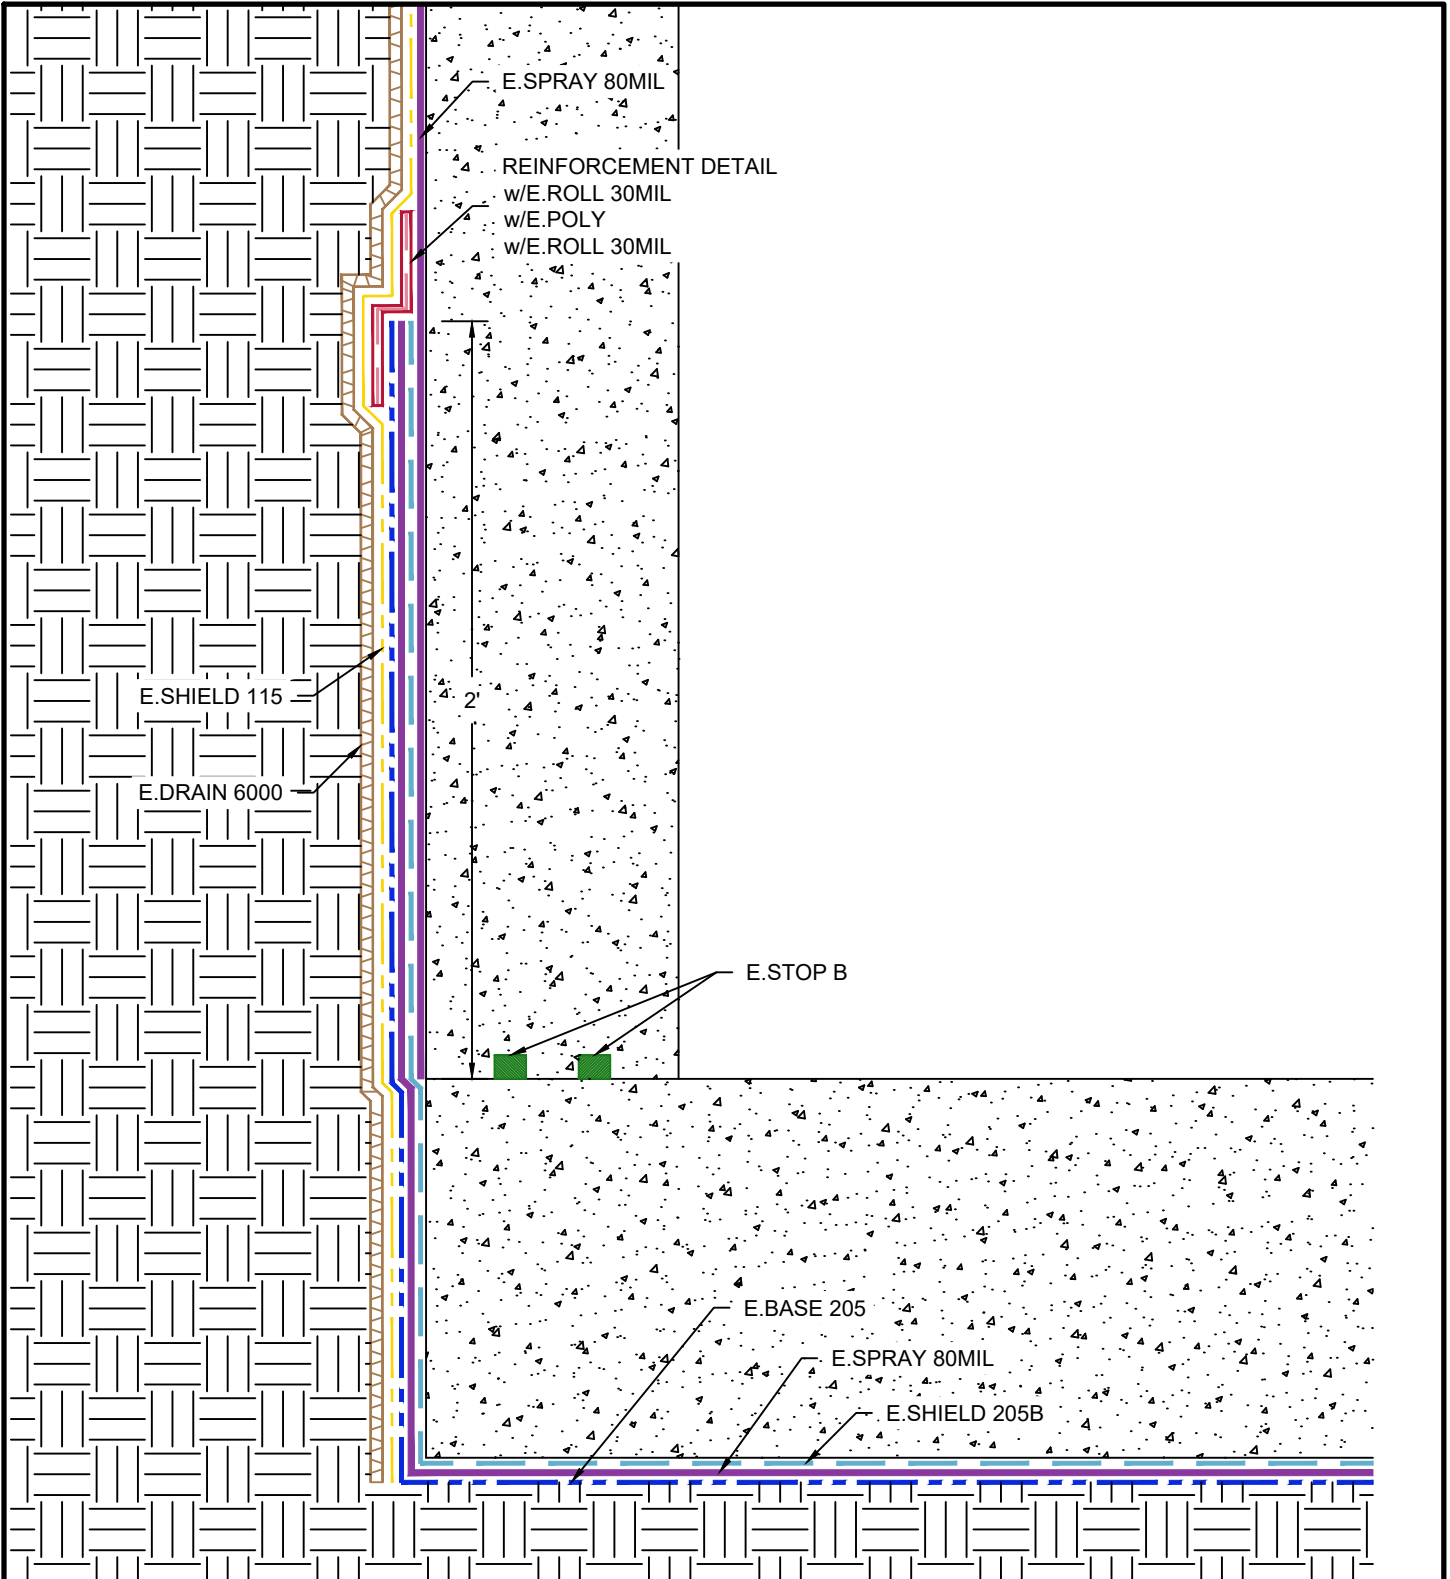 E.SPRAY 80MIL
REINFORCEMENT DETAIL
w/E.ROLL 30MIL
w/E.POLY
w/E.ROLL 30MIL
E.SHIELD 115
2'
E.DRAIN 6000
E.STOP B
E.BASE 205
E.SPRAY 80MIL
E.SHIELD 205B